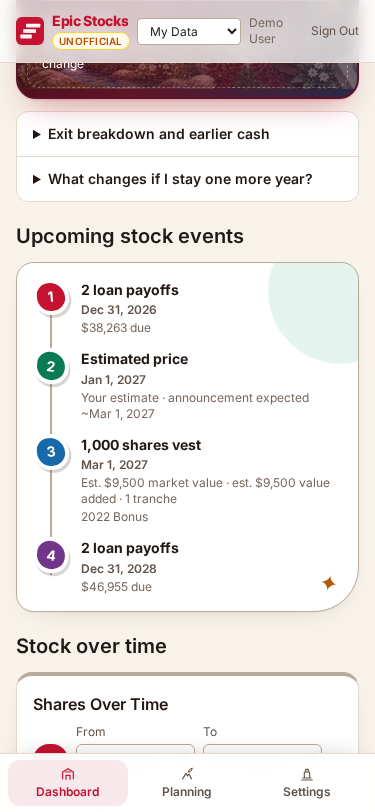 Epic Stocks
UNOFFICIAL
My Data
Demo User
Sign Out
change
Exit breakdown and earlier cash
What changes if I stay one more year?
Upcoming stock events
1
2 loan payoffs
Dec 31, 2026
$38,263 due
2
Estimated price
Jan 1, 2027
Your estimate · announcement expected
~Mar 1, 2027
3
1,000 shares vest
Mar 1, 2027
Est. $9,500 market value · est. $9,500 value
added · 1 tranche
2022 Bonus
4
2 loan payoffs
Dec 31, 2028
$46,955 due
Stock over time
Shares Over Time
From
To
Dashboard
Planning
Settings